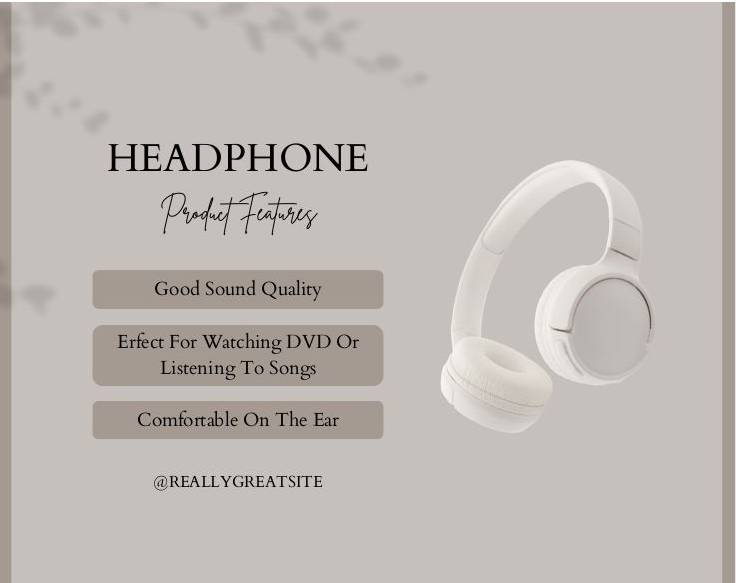 HEADPHONE
Product Features
Good Sound Quality
Erfect For Watching DVD Or
Listening To Songs
Comfortable On The Ear
@REALLYGREATSITE